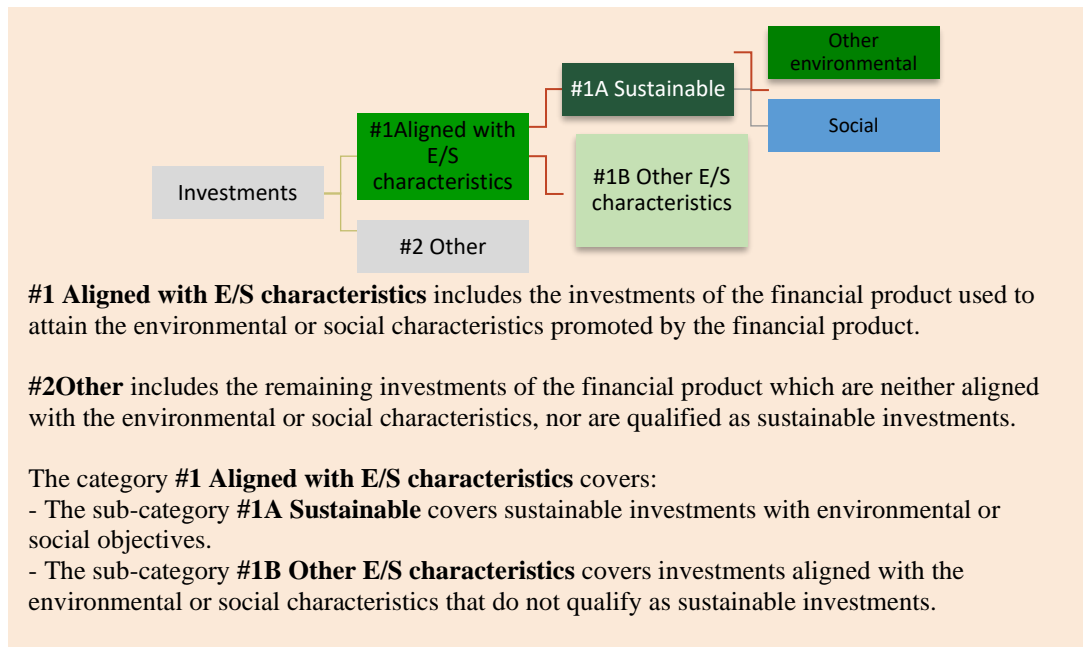 Other
environmental
#1A Sustainable
#1Aligned with
E/S
characteristics
Social
Investments
#1B Other E/S
characteristics
#2 Other
#1 Aligned with E/S characteristics includes the investments of the financial product used to
attain the environmental or social characteristics promoted by the financial product.
#2Other includes the remaining investments of the financial product which are neither aligned
with the environmental or social characteristics, nor are qualified as sustainable investments.
The category #1 Aligned with E/S characteristics covers:
- The sub-category #1A Sustainable covers sustainable investments with environmental or
social objectives.
- The sub-category #1B Other E/S characteristics covers investments aligned with the
environmental or social characteristics that do not qualify as sustainable investments.